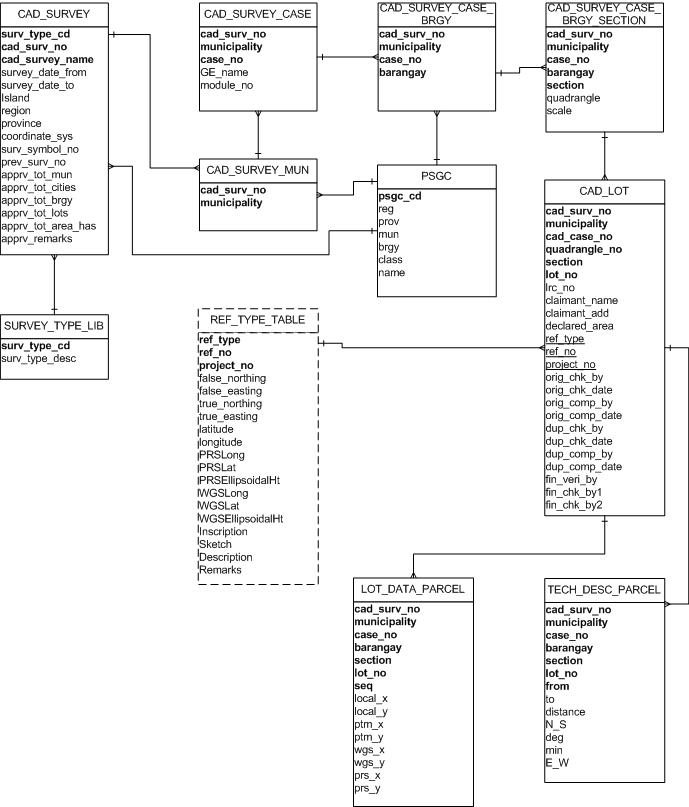 CAD_SURVEY
surv_type_cd
cad_surv_no
cad_survey_name
survey_date_from
survey_date_to
Island
region
province
coordinate_sys
surv_symbol_no
prev_surv_no
apprv_tot_mun
apprv_tot_cities
apprv_tot_brgy
apprv_tot_lots
apprv_tot_area_has
apprv_remarks
CAD_SURVEY_CASE
cad_surv_no
municipality
case_no
GE_name
module_no
CAD_SURVEY_CASE_
BRGY
cad_surv_no
municipality
case_no
barangay
CAD_SURVEY_CASE_
BRGY_SECTION
cad_surv_no
municipality
case_no
barangay
section
quadrangle
scale
CAD_SURVEY_MUN
cad_surv_no
municipality
PSGC
psgc_cd
reg
prov
mun
brgy
class
name
CAD_LOT
cad_surv_no
municipality
cad_case_no
quadrangle_no
section
lot_no
lrc_no
claimant_name
claimant_add
declared_area
ref_type
ref_no
project_no
orig_chk_by
orig_chk_date
orig_comp_by
orig_comp_date
dup_chk_by
dup_chk_date
dup_comp_by
dup_comp_date
fin_veri_by
fin_chk_by1
fin_chk_by2
SURVEY_TYPE_LIB
surv_type_cd
surv_type_desc
REF_TYPE_TABLE
ref_type
ref_no
project_no
false_northing
false_easting
true_northing
true_easting
latitude
longitude
PRSLong
PRSLat
PRSEllipsoidalHt
WGSLong
WGSLat
WGSEllipsoidalHt
Inscription
Sketch
Description
Remarks
LOT_DATA_PARCEL
cad_surv_no
municipality
case_no
barangay
section
lot_no
seq
local_x
local_y
ptm_x
ptm_y
wgs_x
wgs_y
prs_x
prs_y
TECH_DESC_PARCEL
cad_surv_no
municipality
case_no
barangay
section
lot_no
from
to
distance
N_S
deg
min
E_W